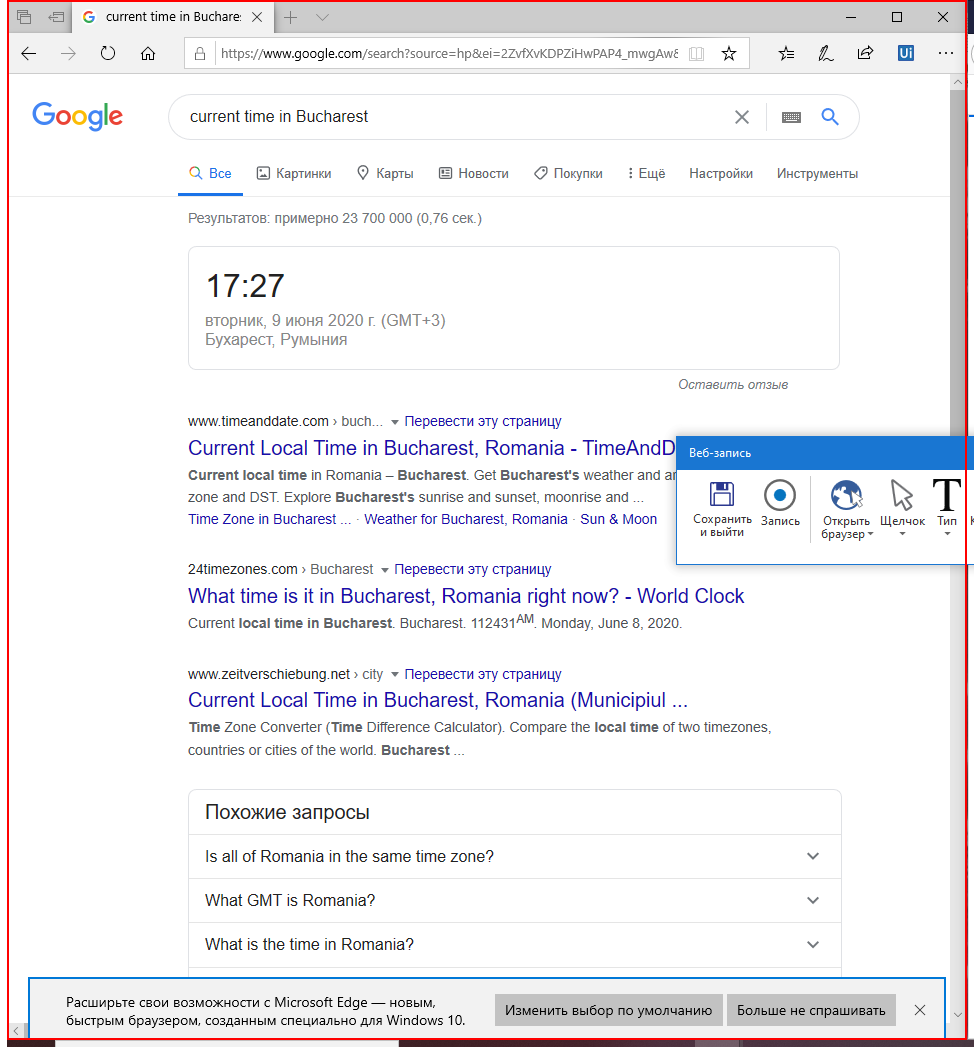 current time in Buchares
https://www.google.com/search?source=hp&ei=2ZvfXvKDPZiHwPAP4_mwgAw&
Ui
Google
current time in Bucharest
Все Картинки Карты Новости Покупки Ещё Настройки Инструменты
Результатов: примерно 23 700 000 (0,76 сек.)
17:27
вторник, 9 июня 2020 г. (GMT+3)
Бухарест, Румыния
Оставить отзыв
www.timeanddate.com › buch... Перевести эту страницу
Current Local Time in Bucharest, Romania - TimeAndD
Current local time in Romania – Bucharest. Get Bucharest's weather and
zone and DST. Explore Bucharest's sunrise and sunset, moonrise and ...
Time Zone in Bucharest ... · Weather for Bucharest, Romania · Sun & Moon
Веб-запись
Сохранить и выйти
Запись
Открыть браузер
Щелчок
Тип
24timezones.com › Bucharest Перевести эту страницу
What time is it in Bucharest, Romania right now? - World Clock
Current local time in Bucharest. Bucharest. 112431AM. Monday, June 8, 2020.
www.zeitverschiebung.net › city Перевести эту страницу
Current Local Time in Bucharest, Romania (Municipiul ...
Time Zone Converter (Time Difference Calculator). Compare the local time of two timezones,
countries or cities of the world. Bucharest ...
Похожие запросы
Is all of Romania in the same time zone?
What GMT is Romania?
What is the time in Romania?
Расширьте свои возможности с Microsoft Edge — новым,
быстрым браузером, созданным специально для Windows 10.
Изменить выбор по умолчанию
Больше не спрашивать